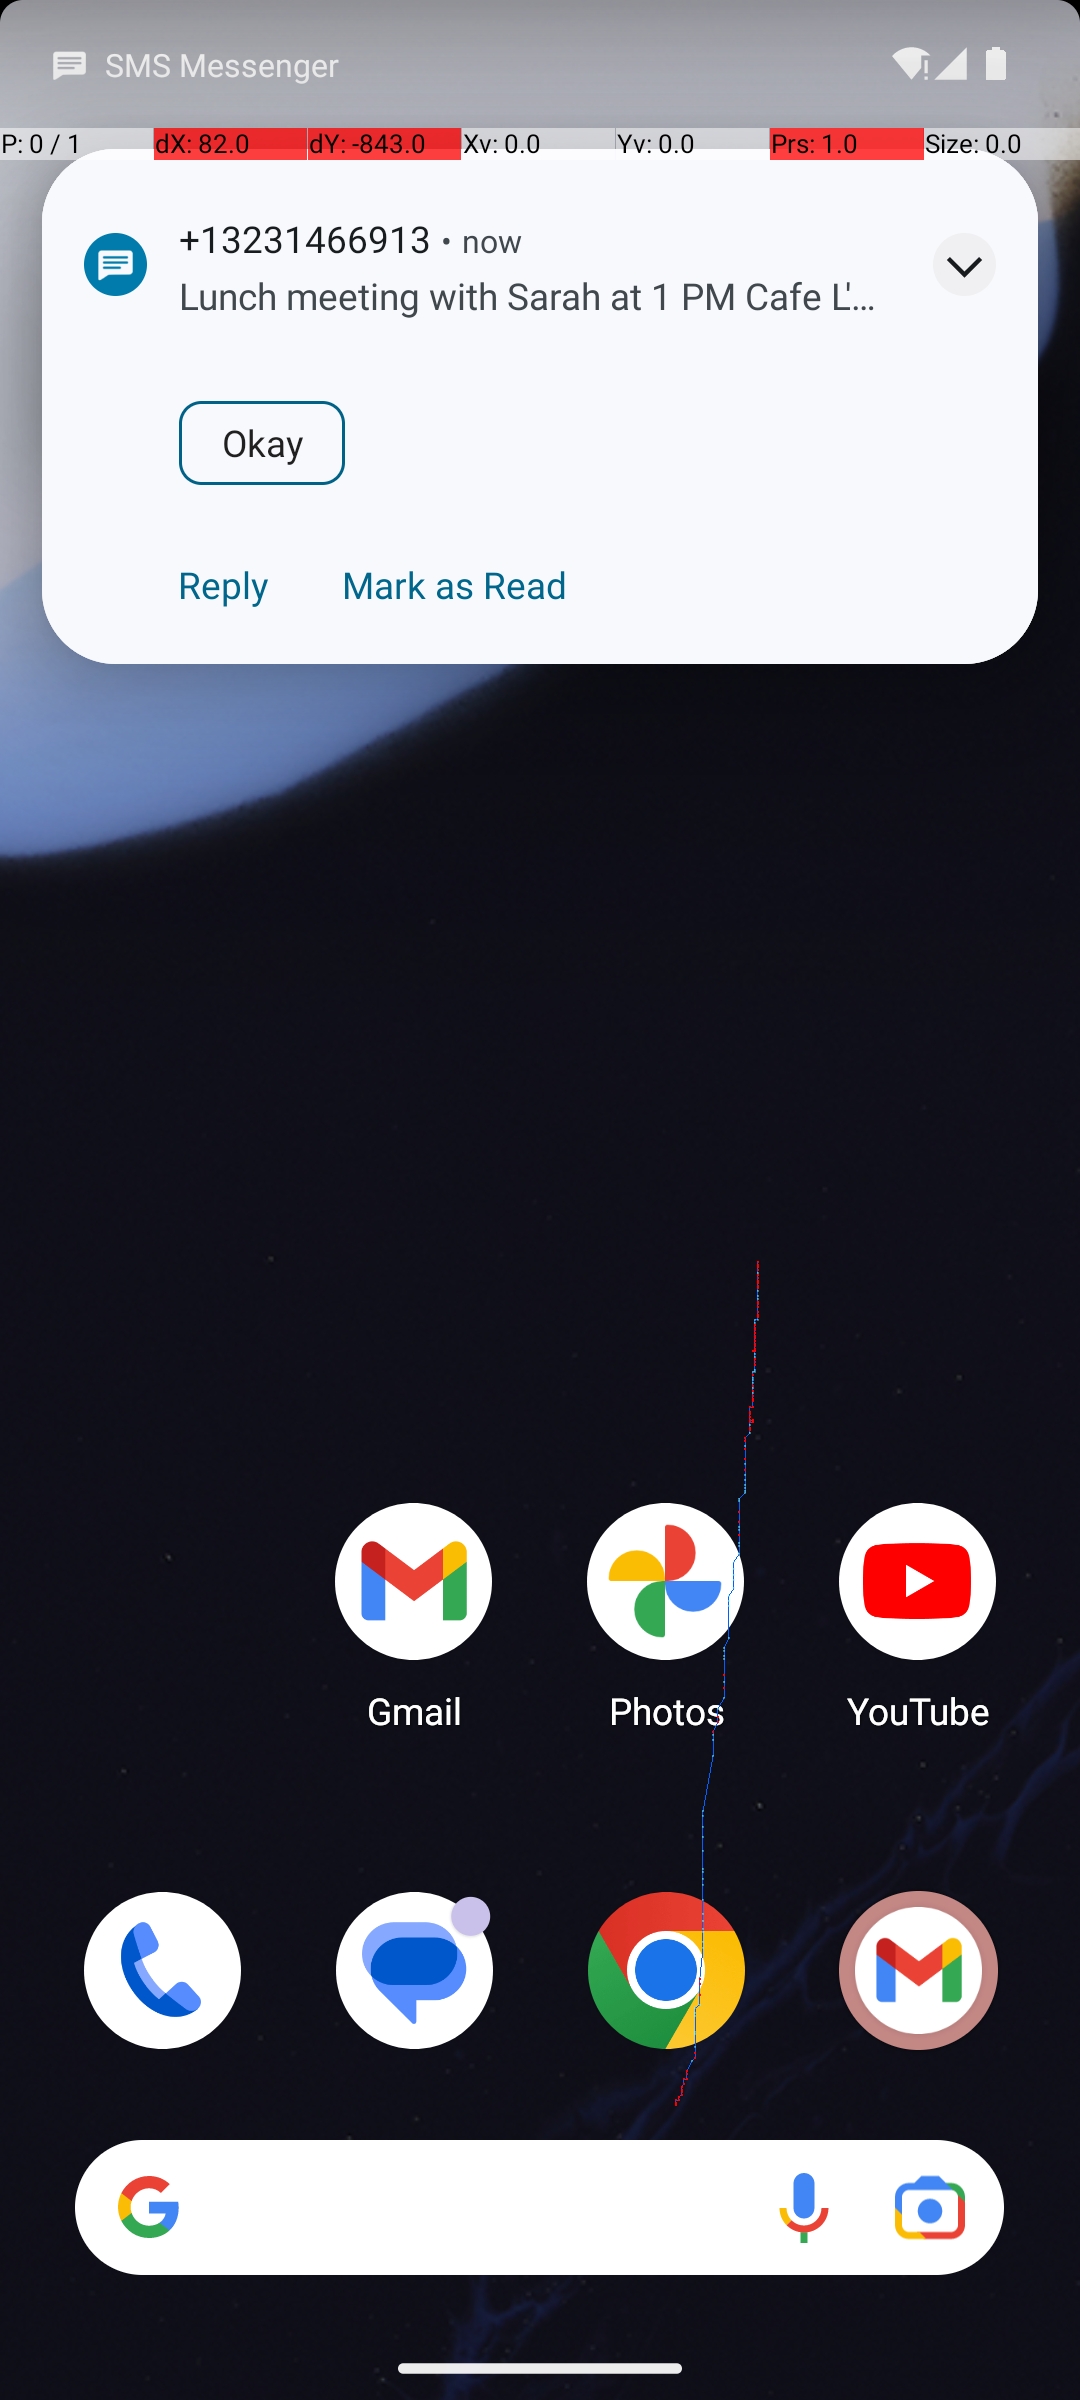 SMS Messenger
P: 0 / 1 dX: 82.0 dY: -843.0 Xv: 0.0 Yv: 0.0 Prs: 1.0 Size: 0.0
+13231466913 • now
Lunch meeting with Sarah at 1 PM Cafe L'...
Okay
Reply Mark as Read
Gmail Photos YouTube